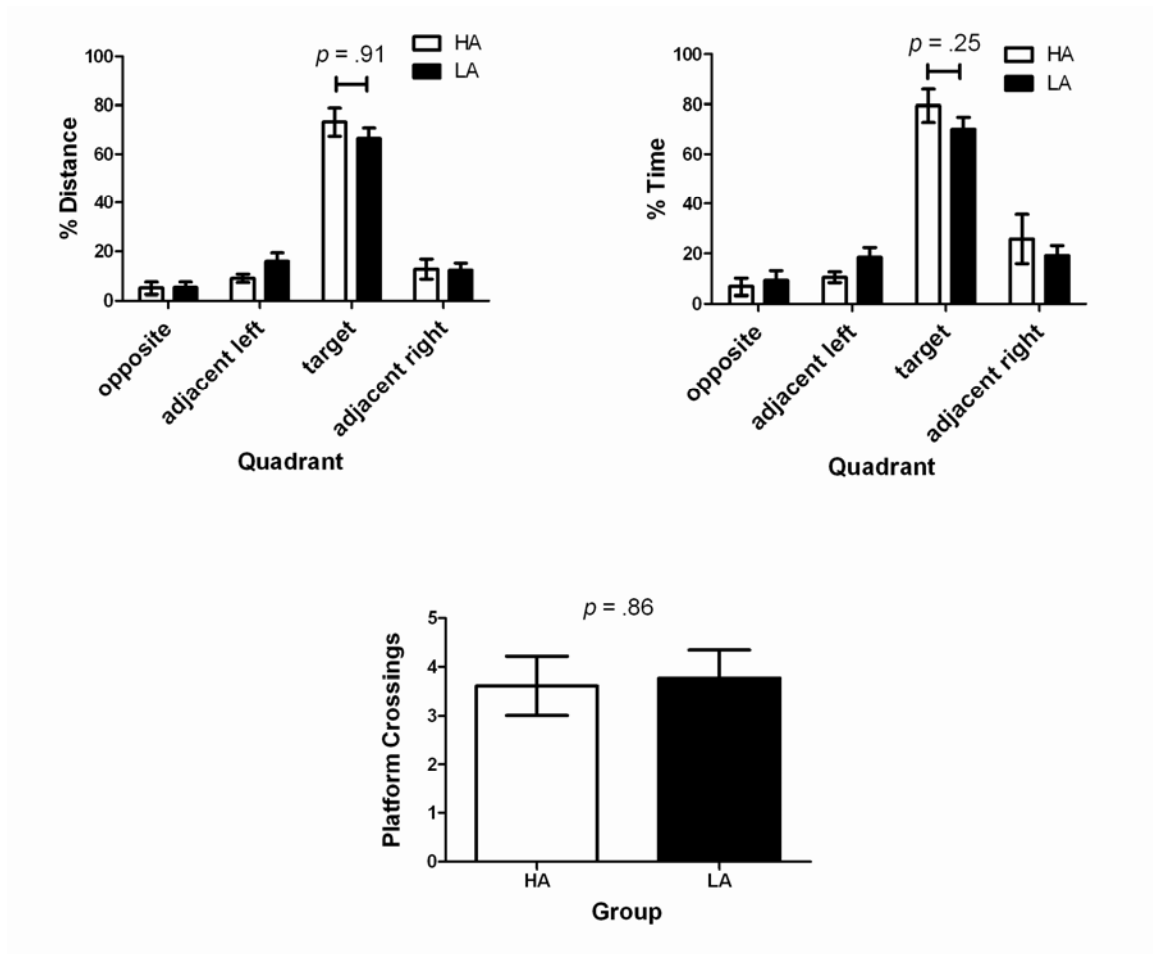 p = .91
HA
LA
100
80
60
40
20
0
% Distance
opposite
adjacent left
target
adjacent right
Quadrant
p = .25
HA
LA
100
80
60
40
20
0
% Time
opposite
adjacent left
target
adjacent right
Quadrant
p = .86
5
4
3
2
1
0
Platform Crossings
HA
LA
Group